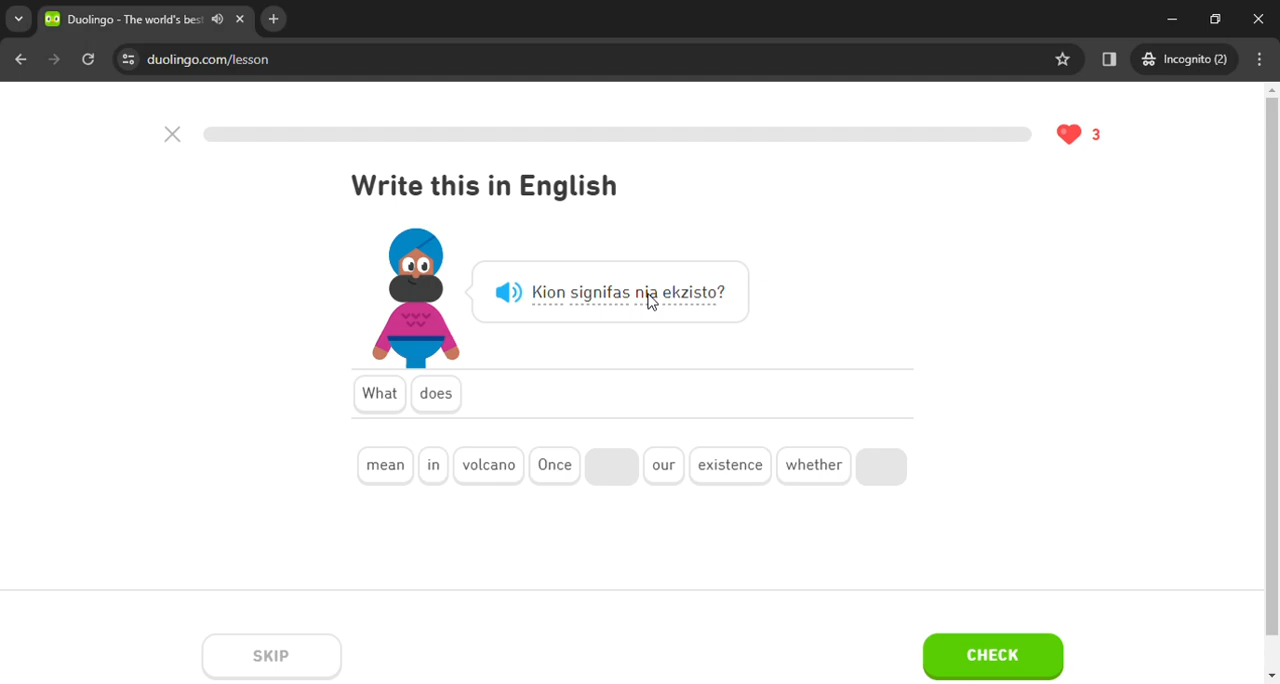 Duolingo - The world's bes
duolingo.com/lesson
Incognito (2)
3
Write this in English
Kion signifas nia ekzisto?
What does
mean in volcano Once our existence whether
SKIP
CHECK